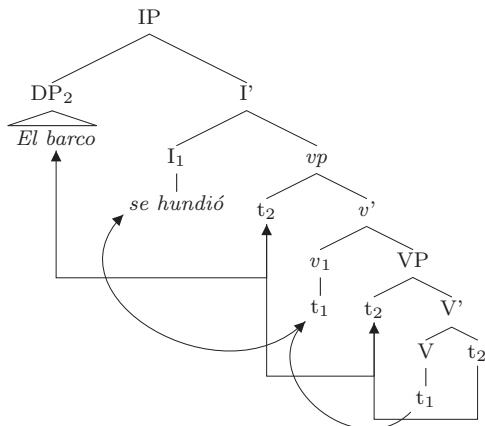 IP
DP₂ I'
El barco
I₁ vp
se hundió t₂ v'
v₁ VP
t₁ t₂ V'
V t₂
t₁